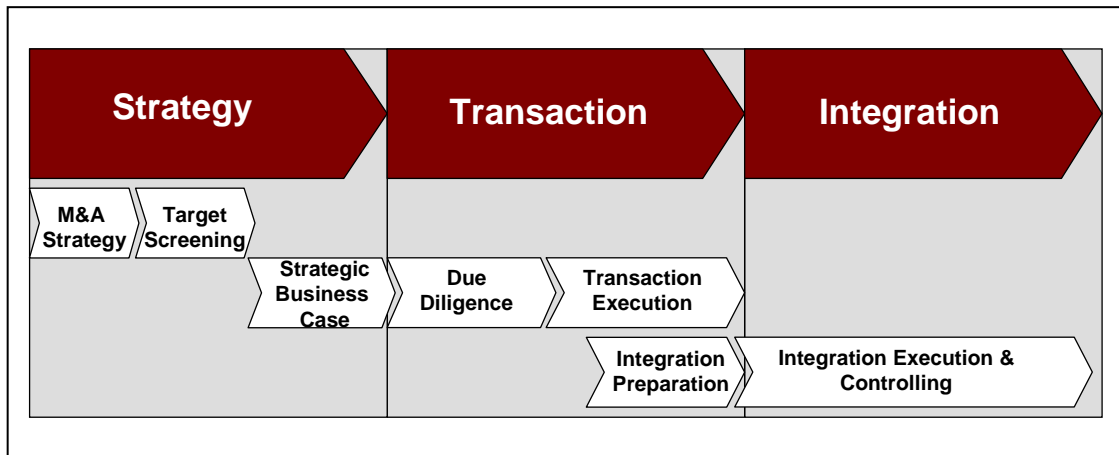 Strategy
Transaction
Integration
M&A
Strategy
Target
Screening
Strategic
Business
Case
Due
Diligence
Transaction
Execution
Integration
Preparation
Integration Execution &
Controlling